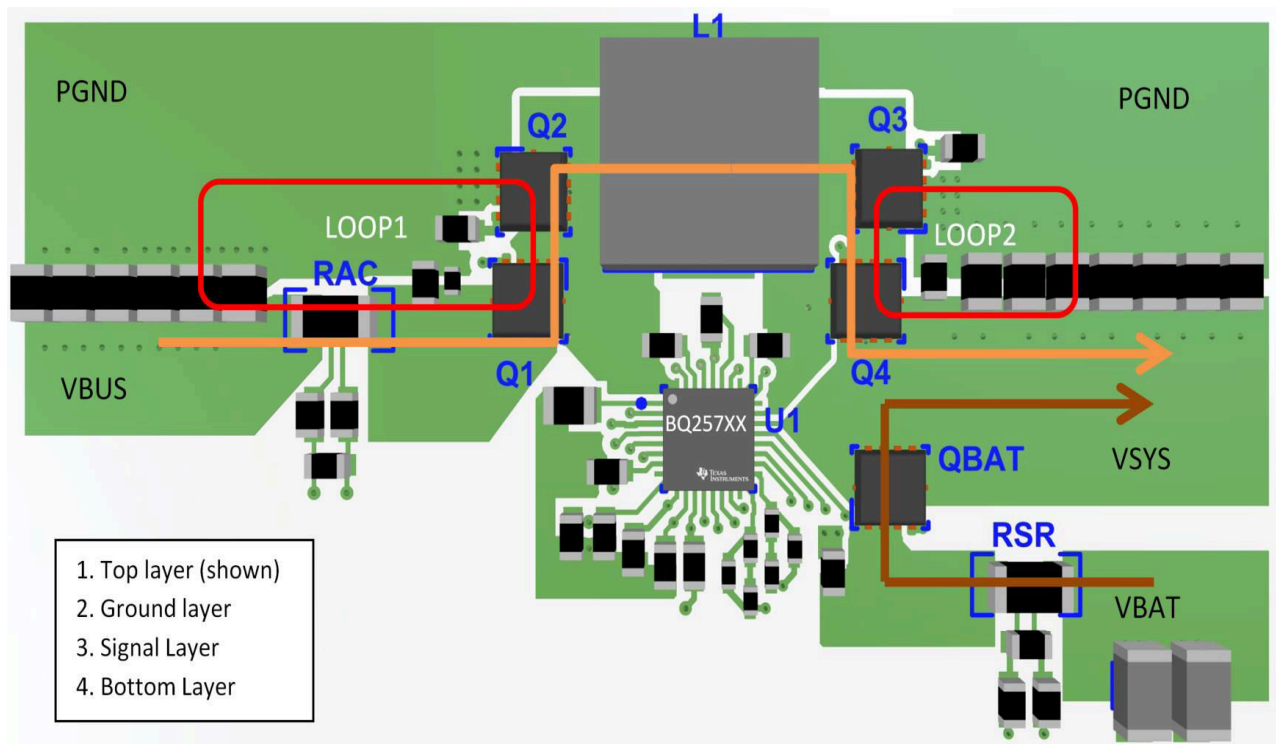 L1
PGND
PGND
Q2
Q3
LOOP1
LOOP2
RAC
Q1
Q4
VBUS
U1
BQ257XX
TEXAS
INSTRUMENTS
QBAT
VSYS
RSR
VBAT
1. Top layer (shown)
2. Ground layer
3. Signal Layer
4. Bottom Layer